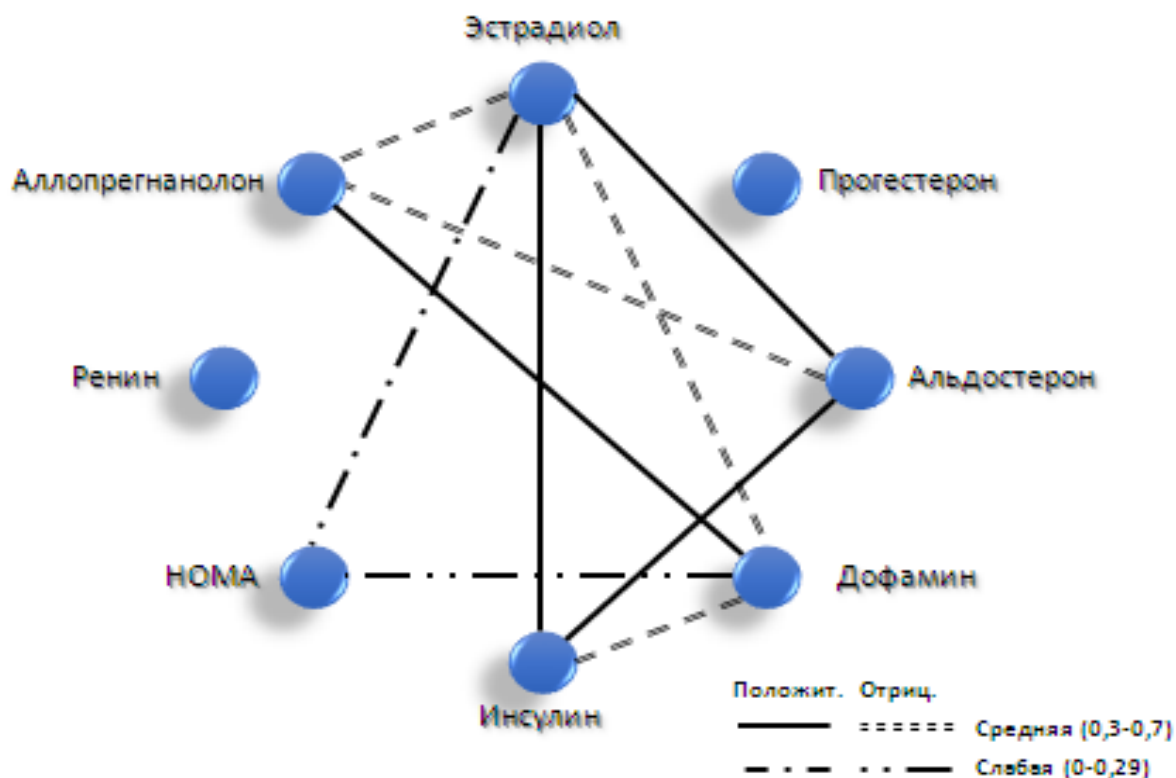 Эстрадиол
Аллопрегнанолон
Прогестерон
Ренин
Альдостерон
НОМА
Дофамин
Инсулин
Положит. Отриц.
Средняя (0,3-0,7)
Слабая (0-0,29)